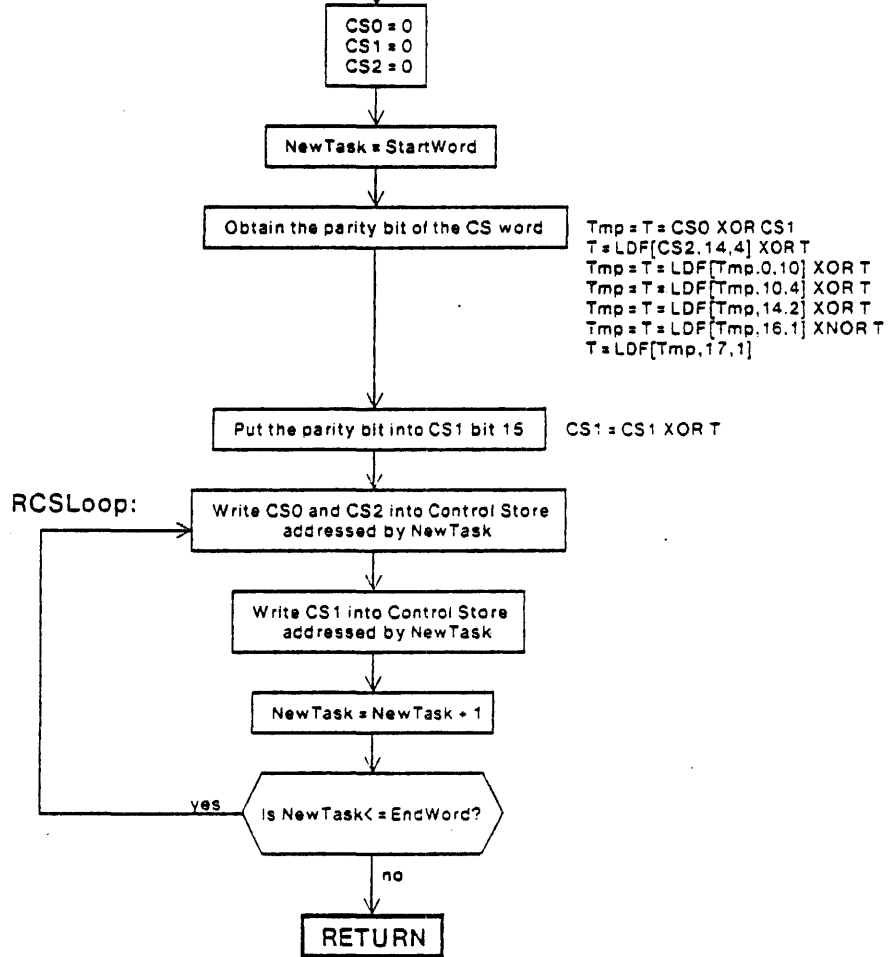 CS0 = 0
CS1 = 0
CS2 = 0
NewTask = StartWord
Obtain the parity bit of the CS word
Tmp = T = CS0 XOR CS1
T = LDF[CS2,14,4] XOR T
Tmp = T = LDF[Tmp,0,10] XOR T
Tmp = T = LDF[Tmp,10,4] XOR T
Tmp = T = LDF[Tmp,14,2] XOR T
Tmp = T = LDF[Tmp,16,1] XNOR T
T = LDF[Tmp,17,1]
Put the parity bit into CS1 bit 15
CS1 = CS1 XOR T
RCSLoop:
Write CS0 and CS2 into Control Store
addressed by NewTask
Write CS1 into Control Store
addressed by NewTask
NewTask = NewTask + 1
yes
Is NewTask< = EndWord?
no
RETURN